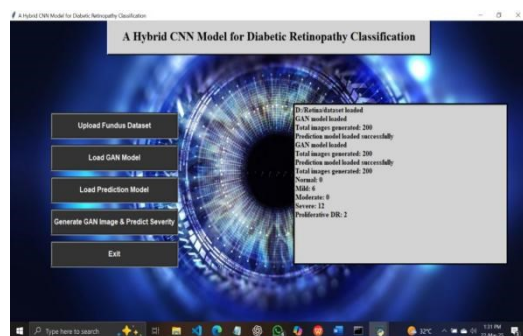 A Hybrid CNN Model for Diabetic Retinopathy Classification
A Hybrid CNN Model for Diabetic Retinopathy Classification
Upload Fundus Dataset
Load GAN Model
Load Prediction Model
Generate GAN Image & Predict Severity
Exit
D:/Retina/dataset loaded
GAN model loaded
Total images generated: 200
Prediction model loaded successfully
GAN model loaded
Total images generated: 200
Prediction model loaded successfully
Total images generated: 200
Normal: 0
Mild: 6
Moderate: 0
Severe: 12
Proliferative DR: 2
Type here to search
32°C
1:31 PM